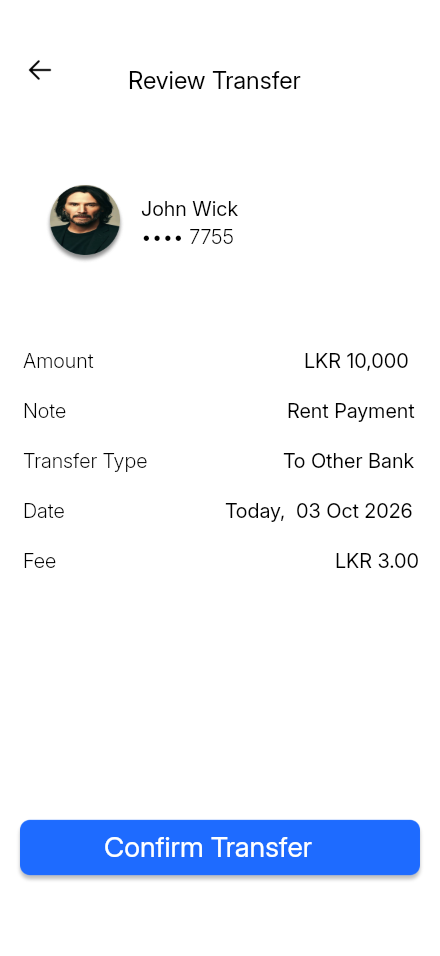 Review Transfer
John Wick
•••• 7755
Amount LKR 10,000
Note Rent Payment
Transfer Type To Other Bank
Date Today,  03 Oct 2026
Fee LKR 3.00
Confirm Transfer